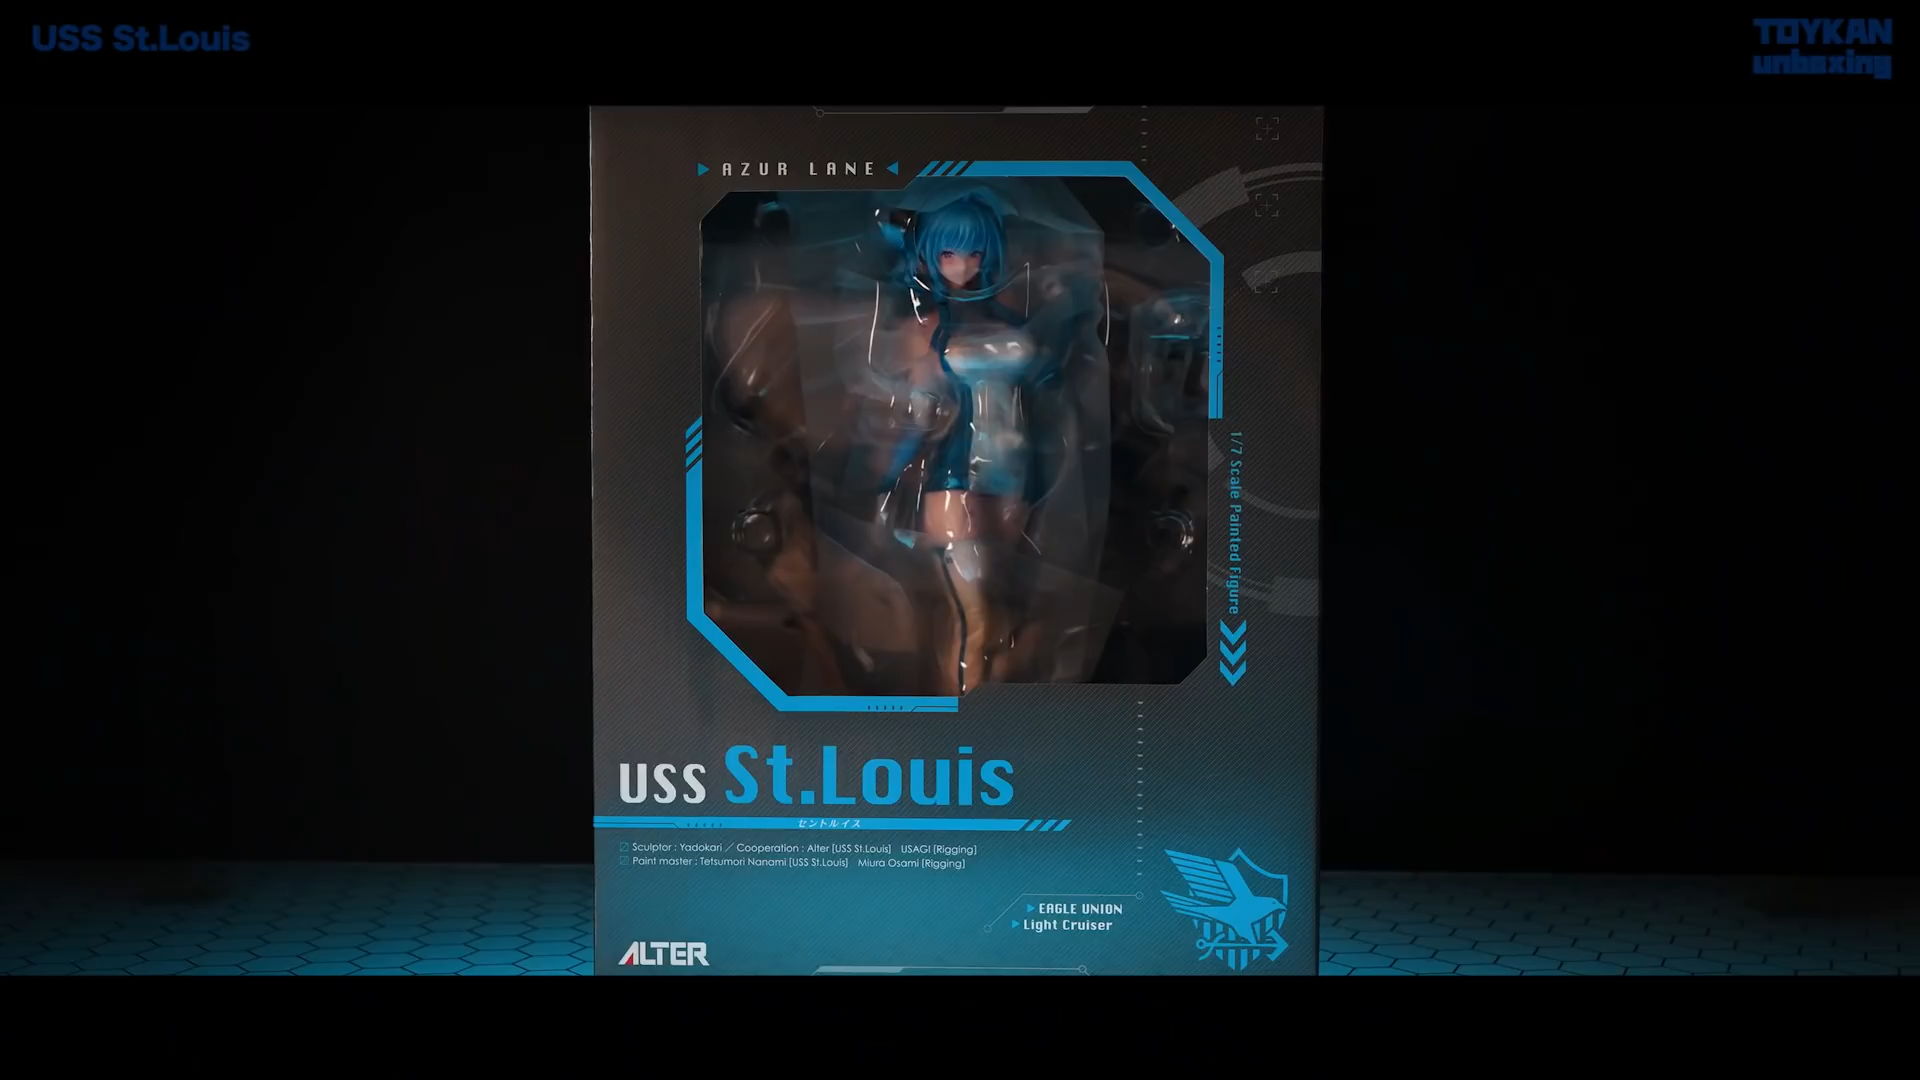 USS St.Louis
TOYKAN
unboxing
AZUR LANE
1/7 Scale Painted Figure
USS St.Louis
セントルイス
Sculptor : Yadokari ／ Cooperation : Alter [USS St.Louis] USAGI [Rigging]
Paint master : Tetsumori Nanami [USS St.Louis] Miura Osami [Rigging]
EAGLE UNION
Light Cruiser
ALTER